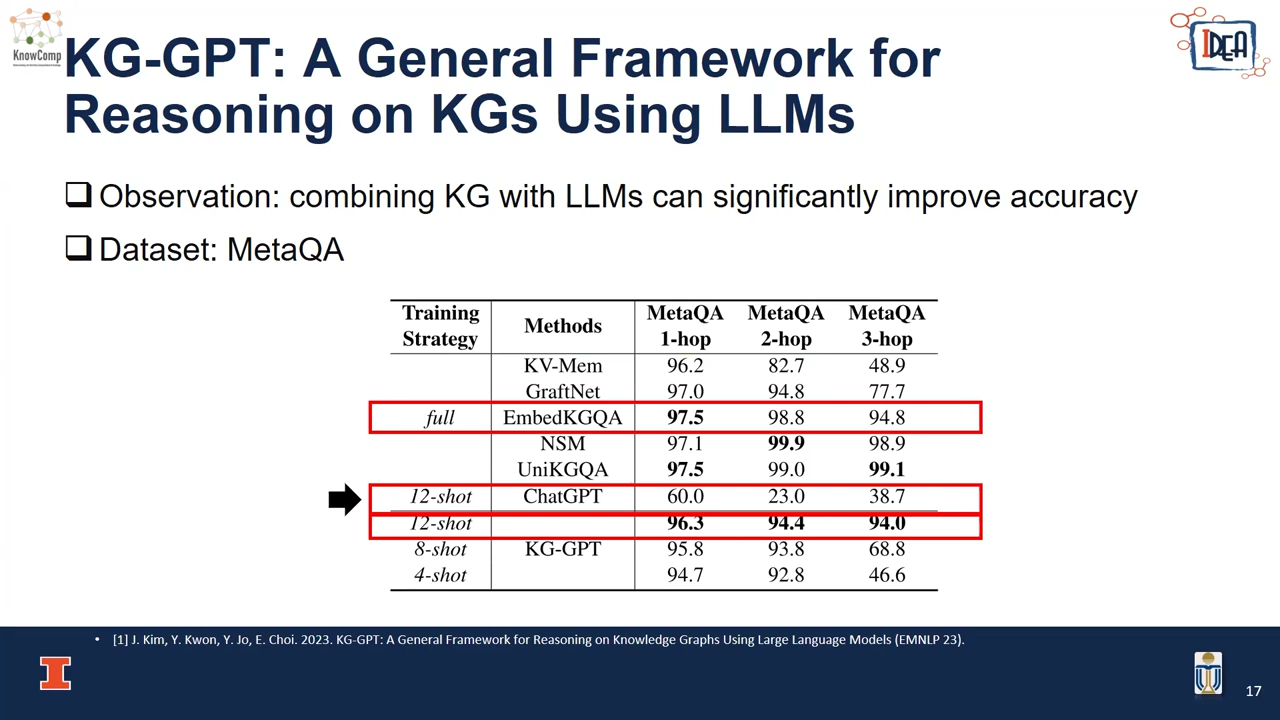 KnowComp
IDEA
KG-GPT: A General Framework for
Reasoning on KGs Using LLMs
Observation: combining KG with LLMs can significantly improve accuracy
Dataset: MetaQA
Training Strategy Methods MetaQA 1-hop MetaQA 2-hop MetaQA 3-hop
KV-Mem 96.2 82.7 48.9
GraftNet 97.0 94.8 77.7
full EmbedKGQA 97.5 98.8 94.8
NSM 97.1 99.9 98.9
UniKGQA 97.5 99.0 99.1
12-shot ChatGPT 60.0 23.0 38.7
12-shot 96.3 94.4 94.0
8-shot KG-GPT 95.8 93.8 68.8
4-shot 94.7 92.8 46.6
• [1] J. Kim, Y. Kwon, Y. Jo, E. Choi. 2023. KG-GPT: A General Framework for Reasoning on Knowledge Graphs Using Large Language Models (EMNLP 23).
17